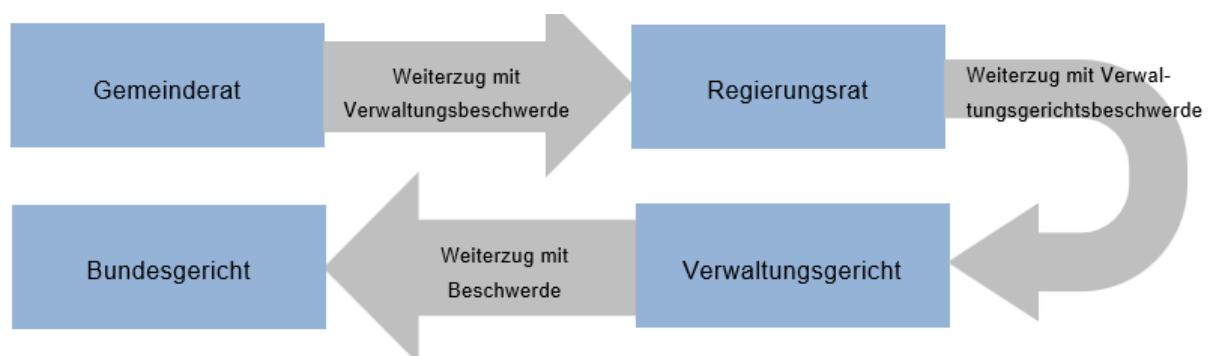 Gemeinderat
Weiterzug mit
Verwaltungsbeschwerde
Regierungsrat
Weiterzug mit Verwal-
tungsgerichtsbeschwerde
Bundesgericht
Weiterzug mit
Beschwerde
Verwaltungsgericht